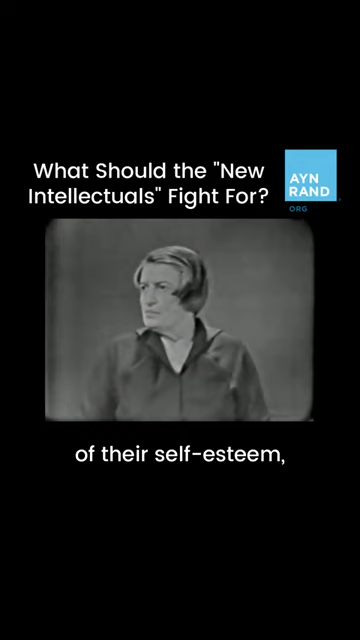 What Should the "New
Intellectuals" Fight For?
AYN
RAND
ORG
of their self-esteem,